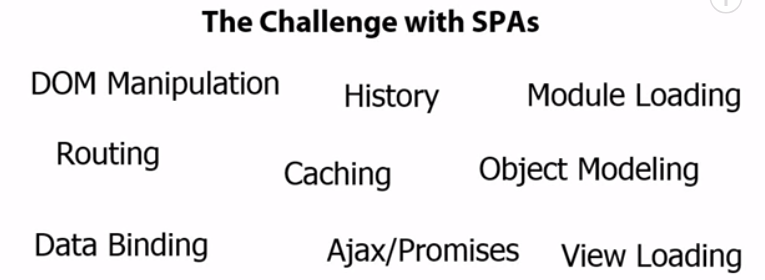 The Challenge with SPAs
DOM Manipulation
History
Module Loading
Routing
Caching
Object Modeling
Data Binding
Ajax/Promises
View Loading